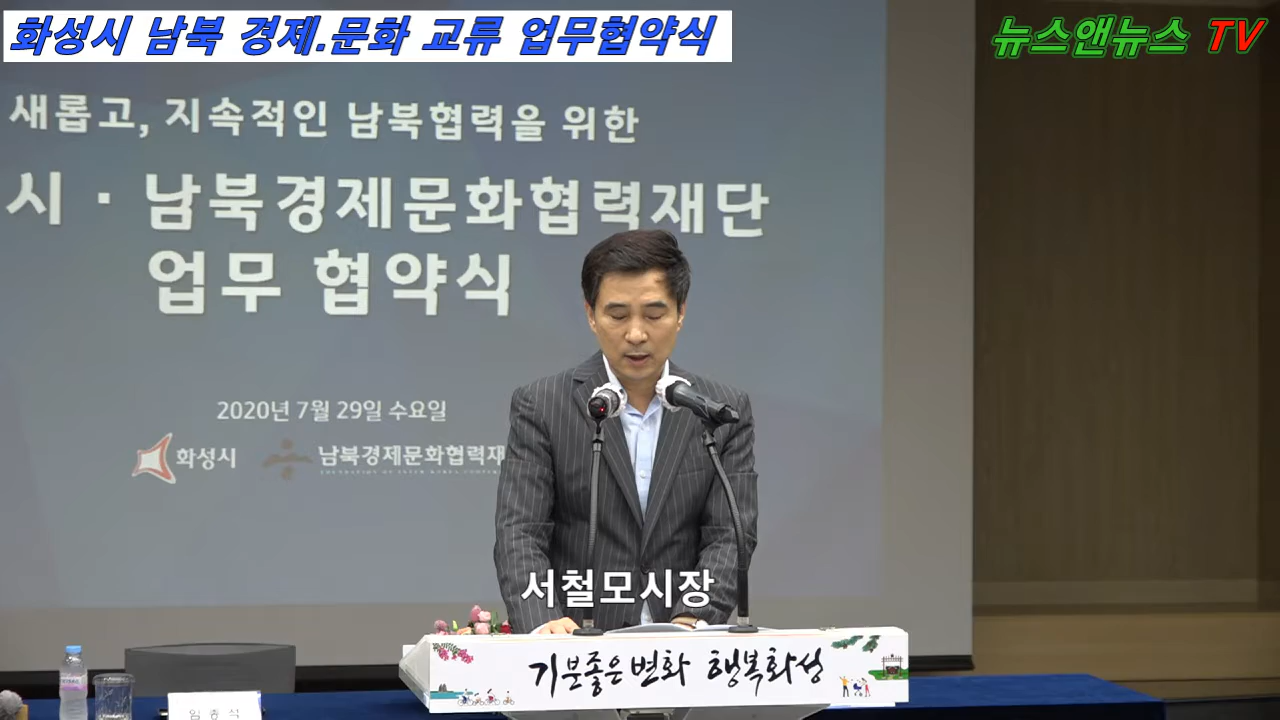 화성시 남북 경제.문화 교류 업무협약식
뉴스앤뉴스 TV
새롭고, 지속적인 남북협력을 위한
시 · 남북경제문화협력재단
업무 협약식
2020년 7월 29일 수요일
화성시
남북경제문화협력재
서철모시장
기분좋은변화 행복화성
임종석